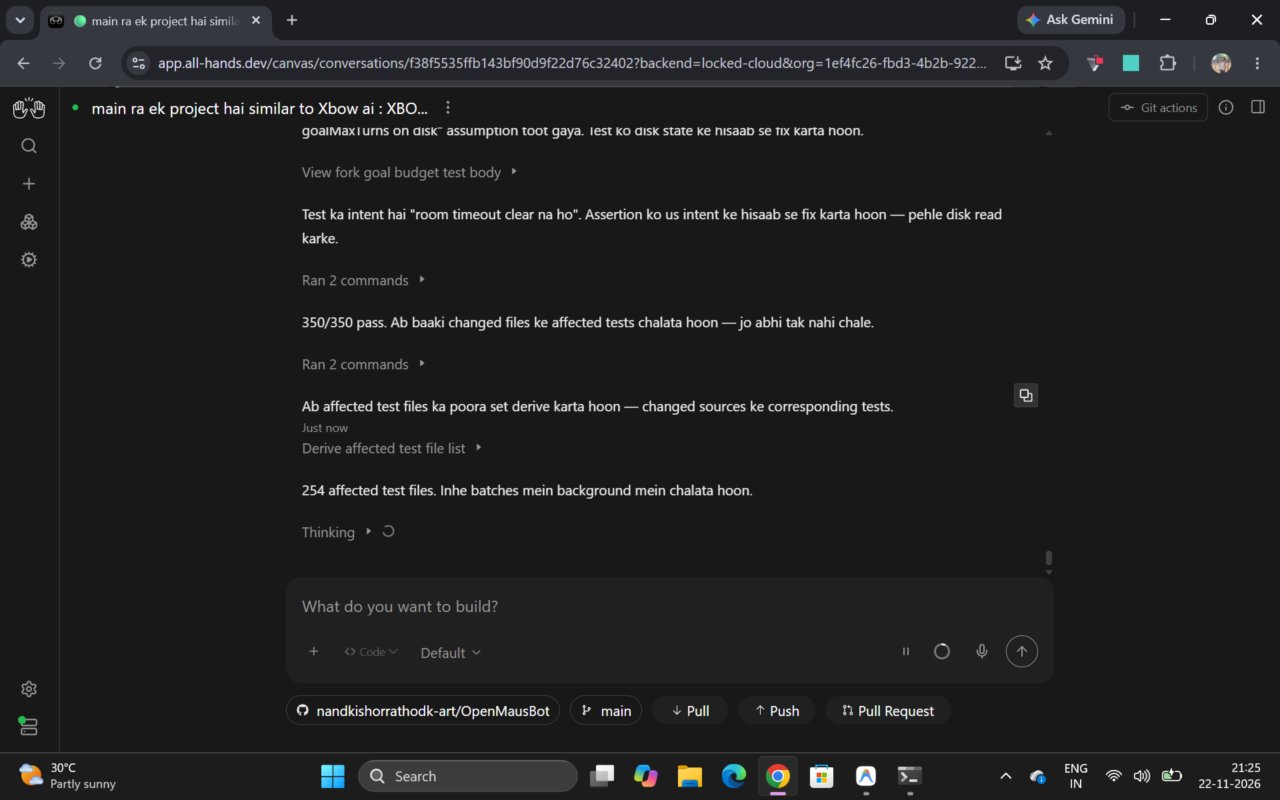 main ra ek project hai simila
Ask Gemini
app.all-hands.dev/canvas/conversations/f38f5535ffb143bf90d9f22d76c32402?backend=locked-cloud&org=1ef4fc26-fbd3-4b2b-922...
main ra ek project hai similar to Xbow ai : XBO...
Git actions
goalMaxTurns on disk" assumption toot gaya. Test ko disk state ke hisaab se fix karta hoon.
View fork goal budget test body
Test ka intent hai "room timeout clear na ho". Assertion ko us intent ke hisaab se fix karta hoon — pehle disk read
karke.
Ran 2 commands
350/350 pass. Ab baaki changed files ke affected tests chalata hoon — jo abhi tak nahi chale.
Ran 2 commands
Ab affected test files ka poora set derive karta hoon — changed sources ke corresponding tests.
Just now
Derive affected test file list
254 affected test files. Inhe batches mein background mein chalata hoon.
Thinking
What do you want to build?
Code
Default
nandkishorrathodk-art/OpenMausBot
main
Pull
Push
Pull Request
30°C
Partly sunny
Search
ENG
IN
21:25
22-11-2026